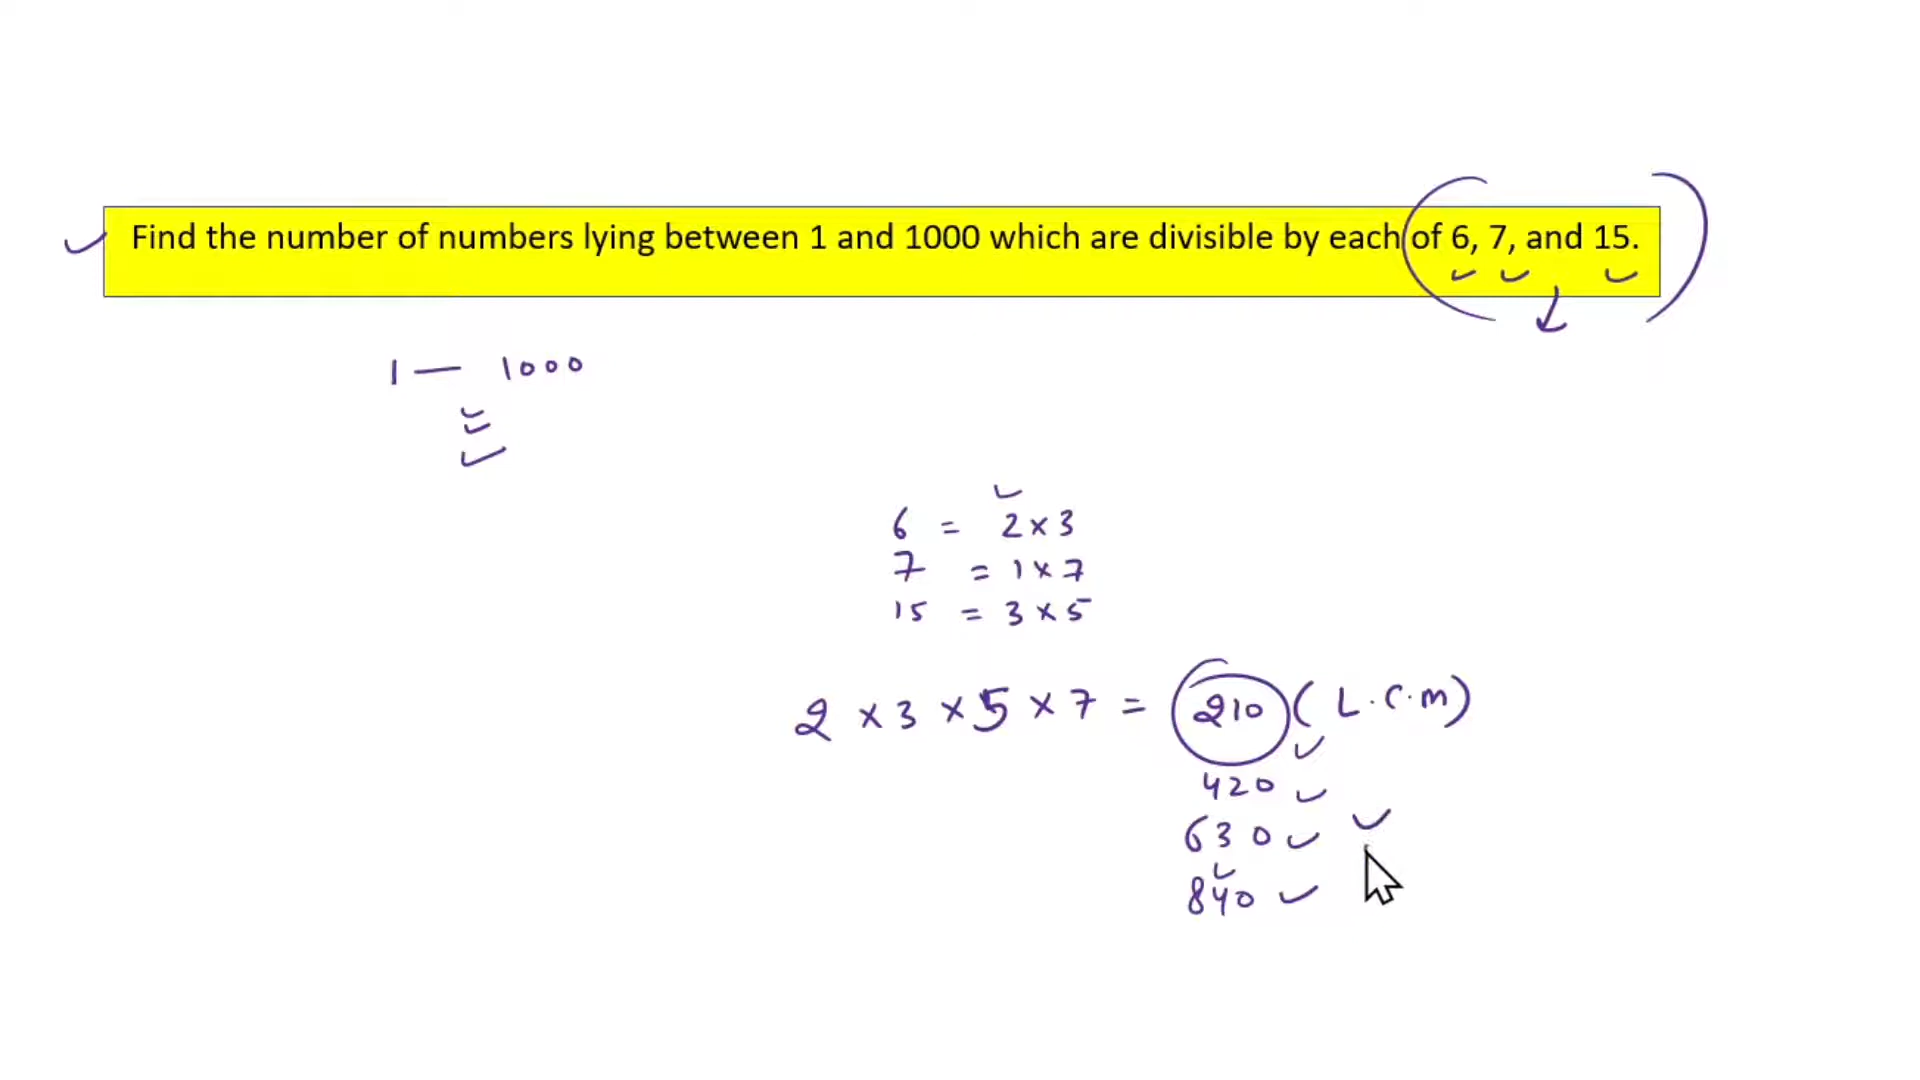 Find the number of numbers lying between 1 and 1000 which are divisible by each of 6, 7, and 15.
1 — 1000
6 = 2 × 3
7 = 1 × 7
15 = 3 × 5
2 × 3 × 5 × 7 = 210 ( L.C.M)
420
630
840